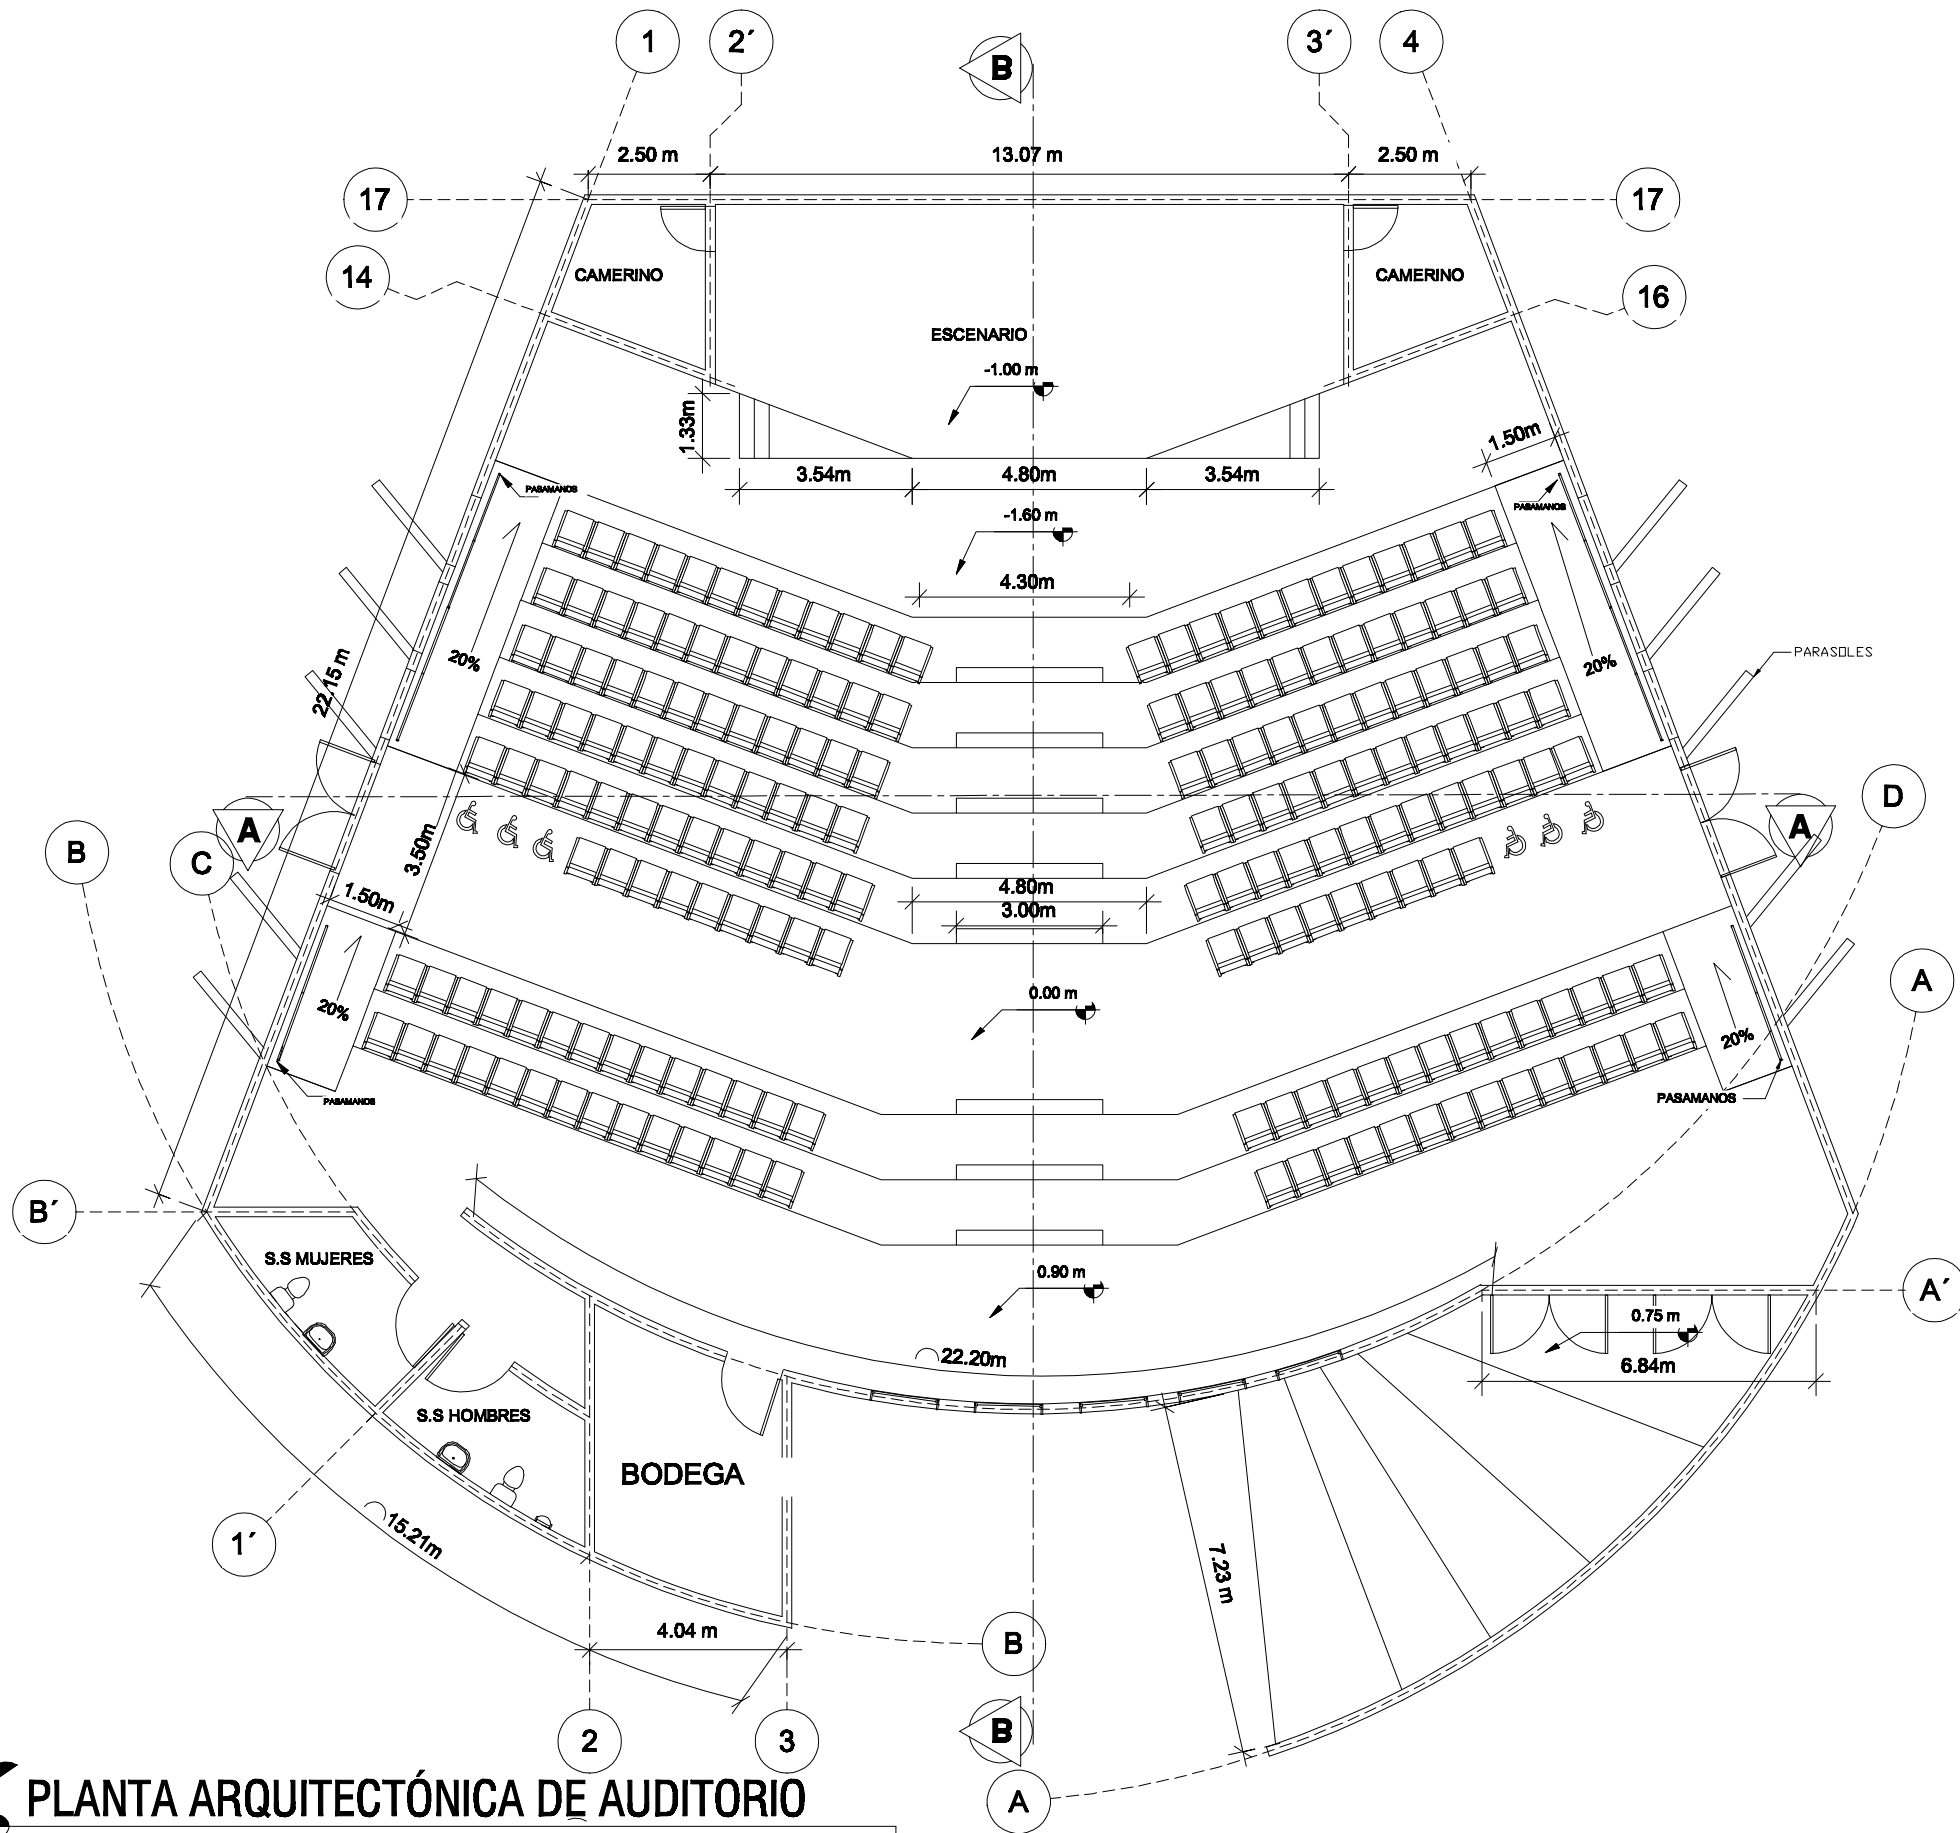 1
2´
B
3´
4
2.50 m
13.07 m
2.50 m
17
17
14
CAMERINO
CAMERINO
16
ESCENARIO
-1.00 m
1.33m
3.54m
4.80m
3.54m
1.50m
PASAMANOS
PASAMANOS
-1.60 m
4.30m
20%
20%
22.15 m
PARASOLES
A
A
D
B
C
3.50m
1.50m
4.80m
3.00m
0.00 m
A
20%
20%
PASAMANOS
PASAMANOS
B´
S.S MUJERES
0.90 m
A´
0.75 m
22.20m
6.84m
S.S HOMBRES
BODEGA
1´
15.21m
7.23 m
4.04 m
B
2
3
B
A
PLANTA ARQUITECTÓNICA DE AUDITORIO